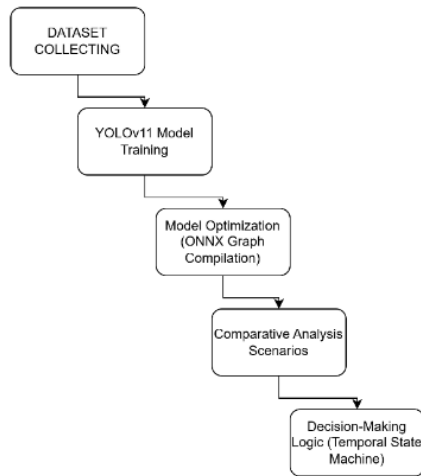 DATASET
COLLECTING
YOLOv11 Model
Training
Model Optimization
(ONNX Graph
Compilation)
Comparative Analysis
Scenarios
Decision-Making
Logic (Temporal State
Machine)